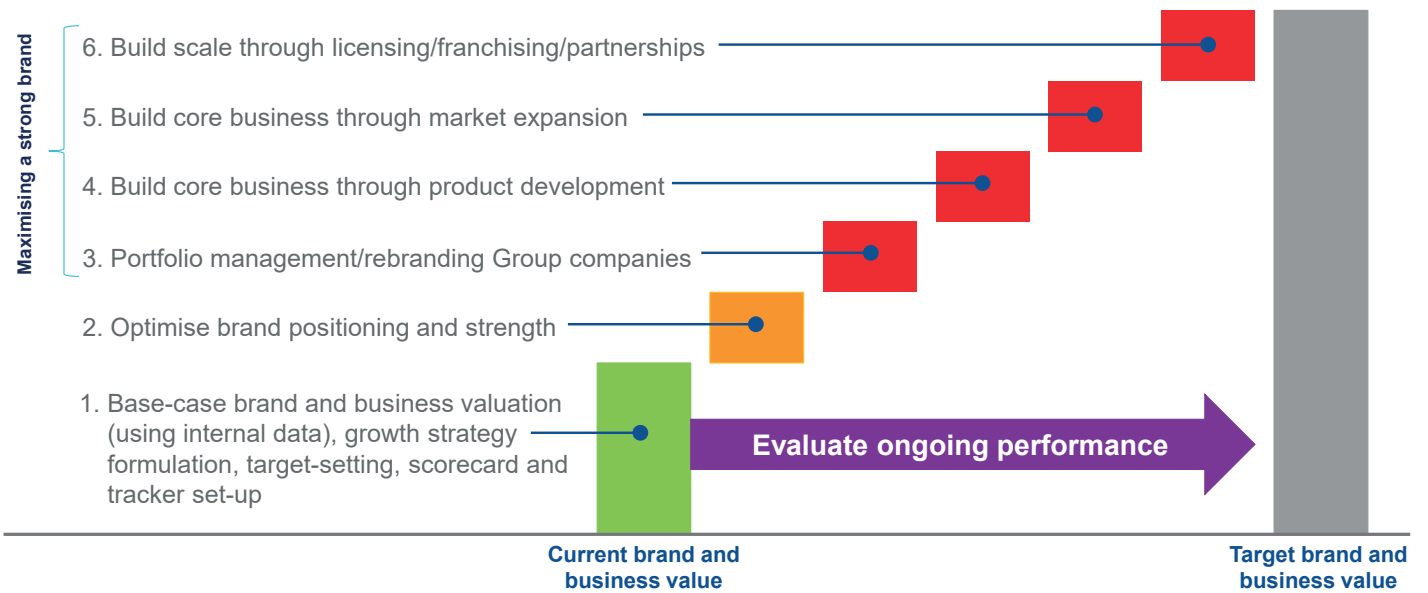 Maximising a strong brand
6. Build scale through licensing/franchising/partnerships
5. Build core business through market expansion
4. Build core business through product development
3. Portfolio management/rebranding Group companies
2. Optimise brand positioning and strength
1. Base-case brand and business valuation
(using internal data), growth strategy
formulation, target-setting, scorecard and
tracker set-up
Evaluate ongoing performance
Current brand and
business value
Target brand and
business value